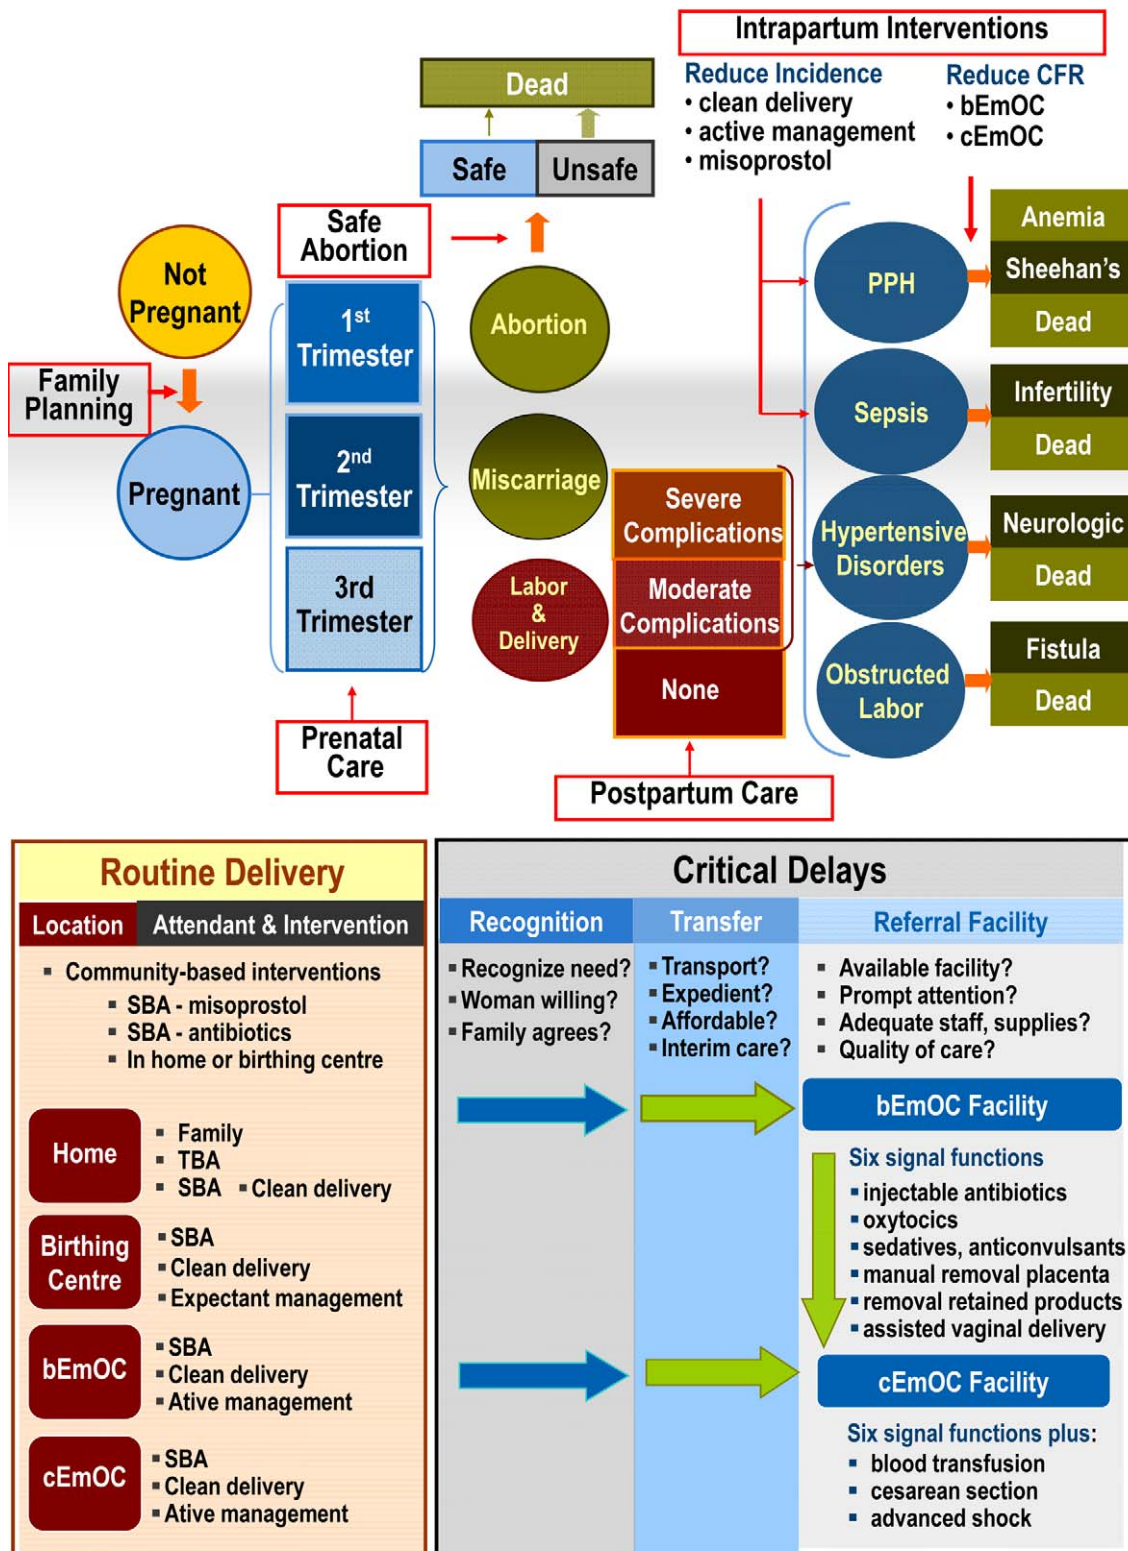 Intrapartum Interventions
Reduce Incidence
• clean delivery
• active management
• misoprostol
Reduce CFR
• bEmOC
• cEmOC
Dead
Safe
Unsafe
Safe
Abortion
Not
Pregnant
Family
Planning
Pregnant
1st
Trimester
2nd
Trimester
3rd
Trimester
Prenatal
Care
Abortion
Miscarriage
Labor
&
Delivery
Severe
Complications
Moderate
Complications
None
Postpartum Care
PPH
Sepsis
Hypertensive
Disorders
Obstructed
Labor
Anemia
Sheehan's
Dead
Infertility
Dead
Neurologic
Dead
Fistula
Dead
Routine Delivery
Location
Attendant & Intervention
▪ Community-based interventions
▪ SBA - misoprostol
▪ SBA - antibiotics
▪ In home or birthing centre
Home
▪ Family
▪ TBA
▪ SBA ▪ Clean delivery
Birthing
Centre
▪ SBA
▪ Clean delivery
▪ Expectant management
bEmOC
▪ SBA
▪ Clean delivery
▪ Ative management
cEmOC
▪ SBA
▪ Clean delivery
▪ Ative management
Critical Delays
Recognition
▪ Recognize need?
▪ Woman willing?
▪ Family agrees?
Transfer
▪ Transport?
▪ Expedient?
▪ Affordable?
▪ Interim care?
Referral Facility
▪ Available facility?
▪ Prompt attention?
▪ Adequate staff, supplies?
▪ Quality of care?
bEmOC Facility
Six signal functions
▪ injectable antibiotics
▪ oxytocics
▪ sedatives, anticonvulsants
▪ manual removal placenta
▪ removal retained products
▪ assisted vaginal delivery
cEmOC Facility
Six signal functions plus:
▪ blood transfusion
▪ cesarean section
▪ advanced shock